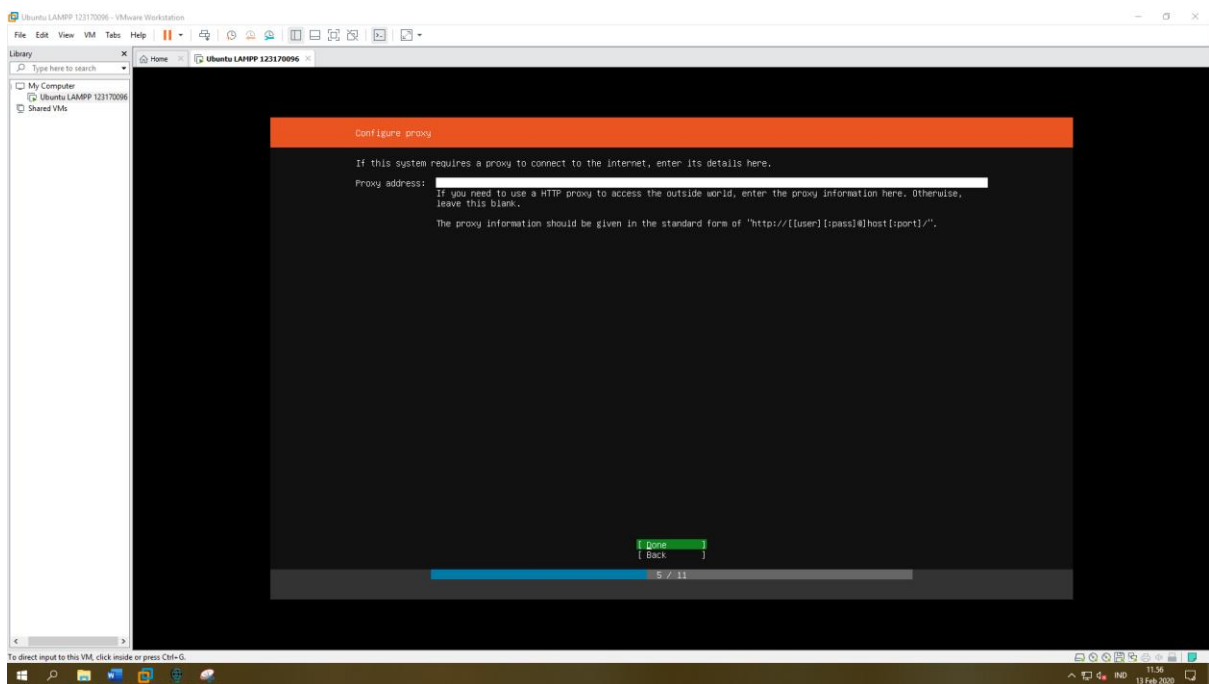 Ubuntu LAMPP 123170096 - VMware Workstation
File Edit View VM Tabs Help
Library
Home
Ubuntu LAMPP 123170096
Type here to search
My Computer
Ubuntu LAMPP 123170096
Shared VMs
Configure proxy
If this system requires a proxy to connect to the internet, enter its details here.
Proxy address:
If you need to use a HTTP proxy to access the outside world, enter the proxy information here. Otherwise,
leave this blank.
The proxy information should be given in the standard form of "http://[[user][:pass]@]host[:port]/".
[ Done ]
[ Back ]
5 / 11
To direct input to this VM, click inside or press Ctrl+G.
IND
11.56
13 Feb 2020